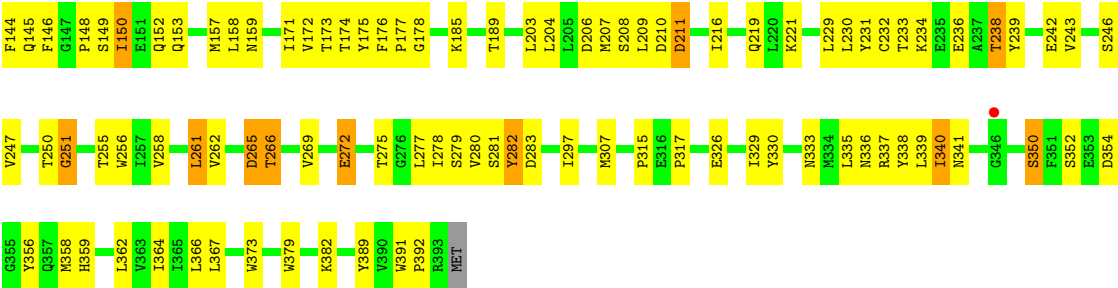 F144 Q145 F146 G147 P148 S149 I150 E151 Q152 Q153 M157 L158 N159 I171 V172 T173 T174 Y175 F176 P177 G178 K185 T189 L203 L204 L205 D206 M207 S208 L209 D210 D211 I216 Q219 L220 K221 L229 L230 Y231 C232 T233 K234 E235 E236 A237 T238 Y239 E242 V243 S246
V247 T250 G251 T255 W256 I257 V258 L261 V262 D265 T266 V269 E272 T275 G276 L277 I278 S279 V280 S281 Y282 D283 I297 M307 P315 E316 P317 E326 I329 Y330 N333 M334 L335 N336 R337 Y338 L339 I340 N341 G346 S350 F351 S352 E353 D354
G355 Y356 Q357 M358 H359 L362 V363 I364 I365 L366 L367 W373 W379 K382 Y389 V390 W391 P392 R393 MET